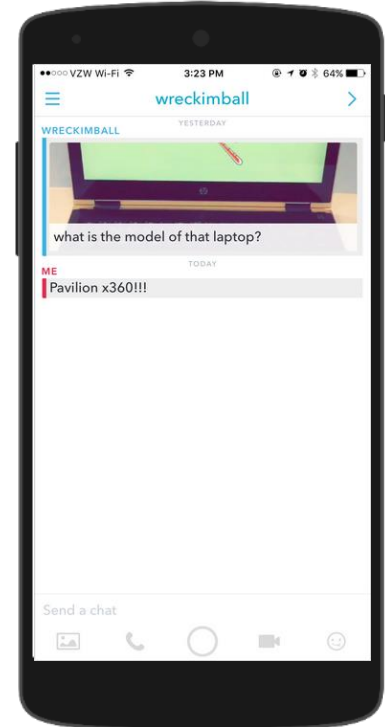 VZW Wi-Fi 3:23 PM 64%
wreckimball
YESTERDAY
WRECKIMBALL
what is the model of that laptop?
TODAY
ME
Pavilion x360!!!
Send a chat